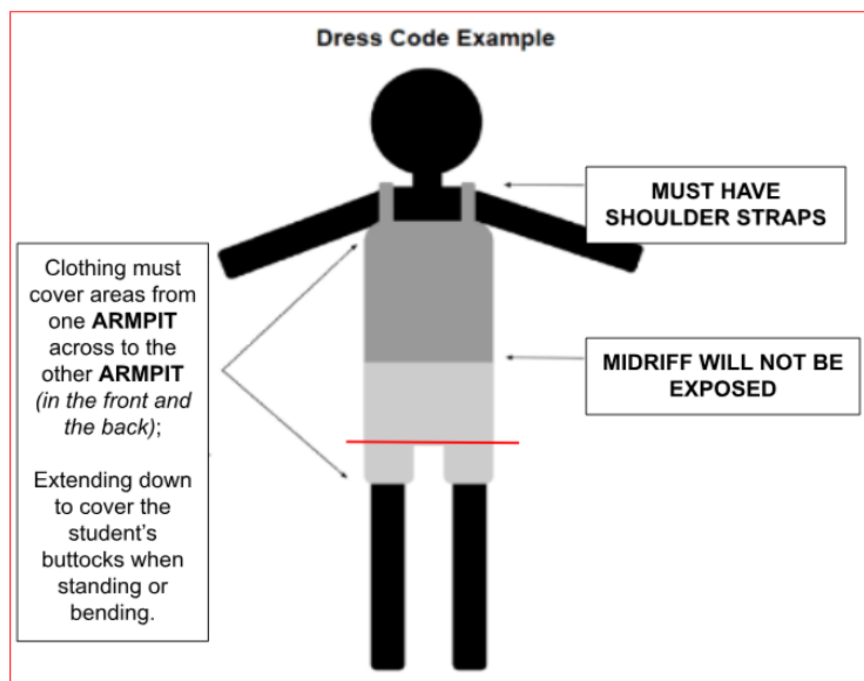 Dress Code Example
MUST HAVE
SHOULDER STRAPS
Clothing must
cover areas from
one ARMPIT
across to the
other ARMPIT
(in the front and
the back);
Extending down
to cover the
student's
buttocks when
standing or
bending.
MIDRIFF WILL NOT BE
EXPOSED